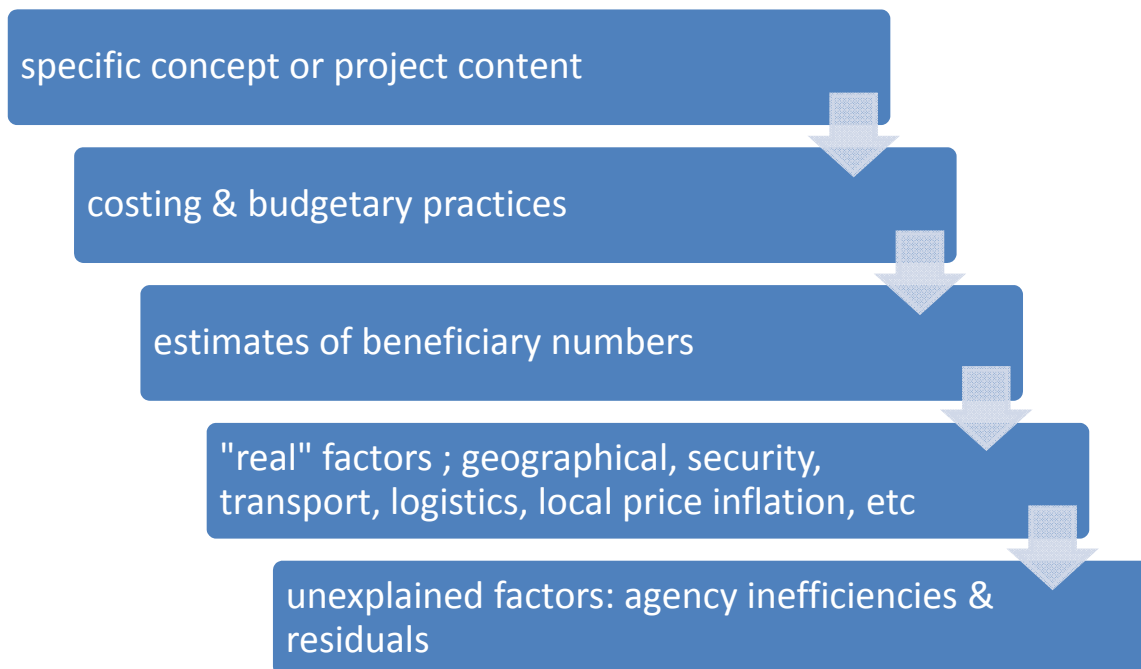 specific concept or project content
costing & budgetary practices
estimates of beneficiary numbers
"real" factors ; geographical, security,
transport, logistics, local price inflation, etc
unexplained factors: agency inefficiencies &
residuals